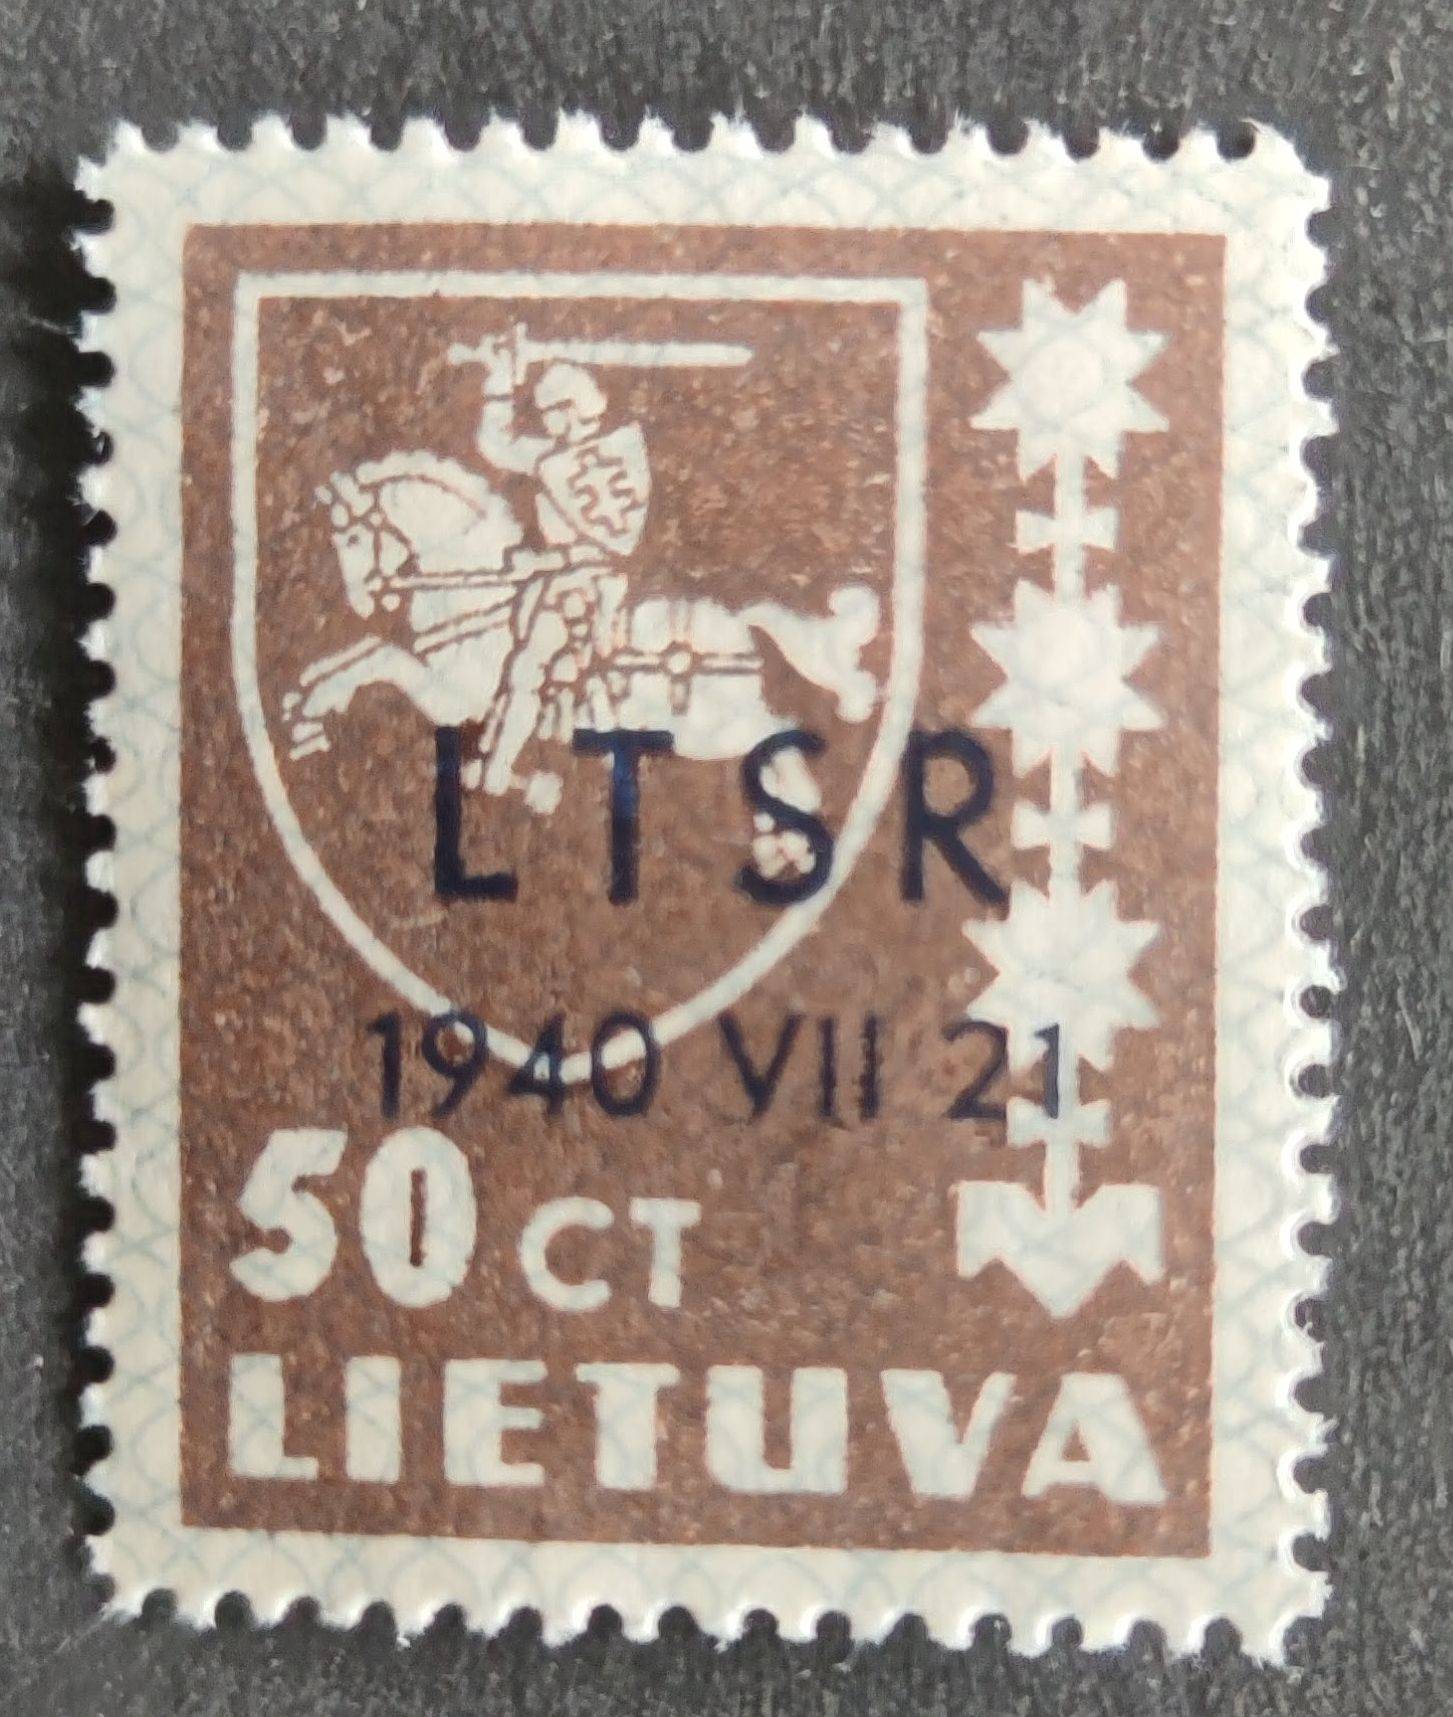 LTSR
1940 VII 21
50 CT
LIETUVA